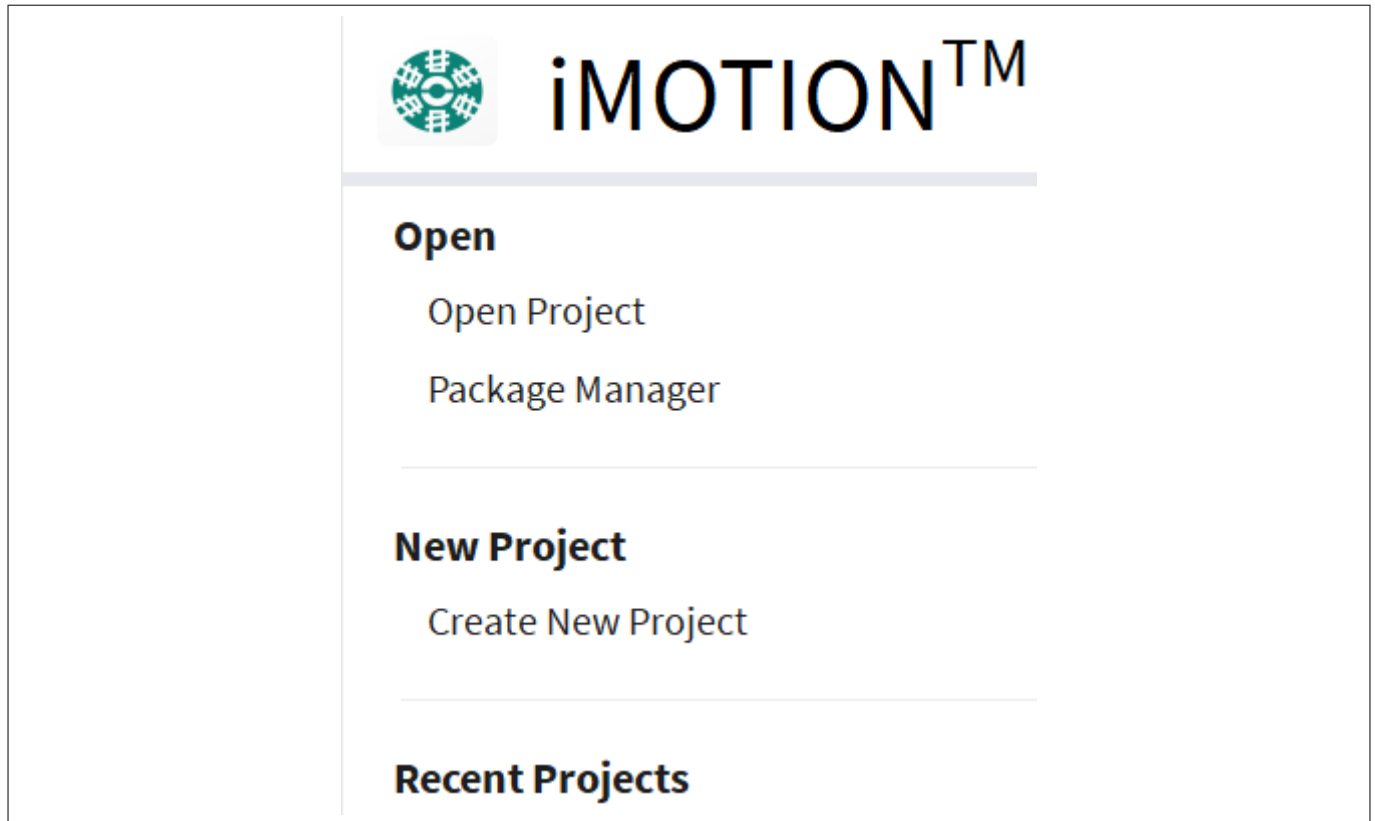 iMOTION™
Open
Open Project
Package Manager
New Project
Create New Project
Recent Projects